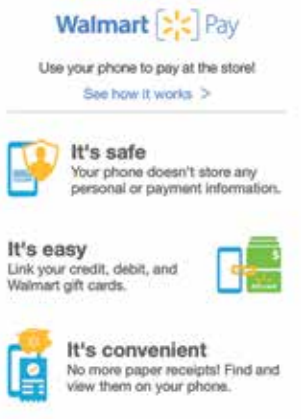 Walmart Pay
Use your phone to pay at the store!
See how it works >
It's safe
Your phone doesn't store any
personal or payment information.
It's easy
Link your credit, debit, and
Walmart gift cards.
It's convenient
No more paper receipts! Find and
view them on your phone.